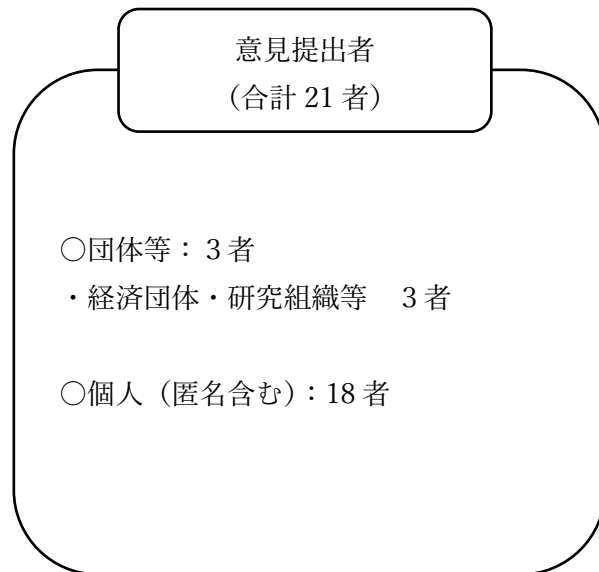 意見提出者
(合計 21 者)
○団体等：３者
・経済団体・研究組織等　３者
○個人（匿名含む）：18 者